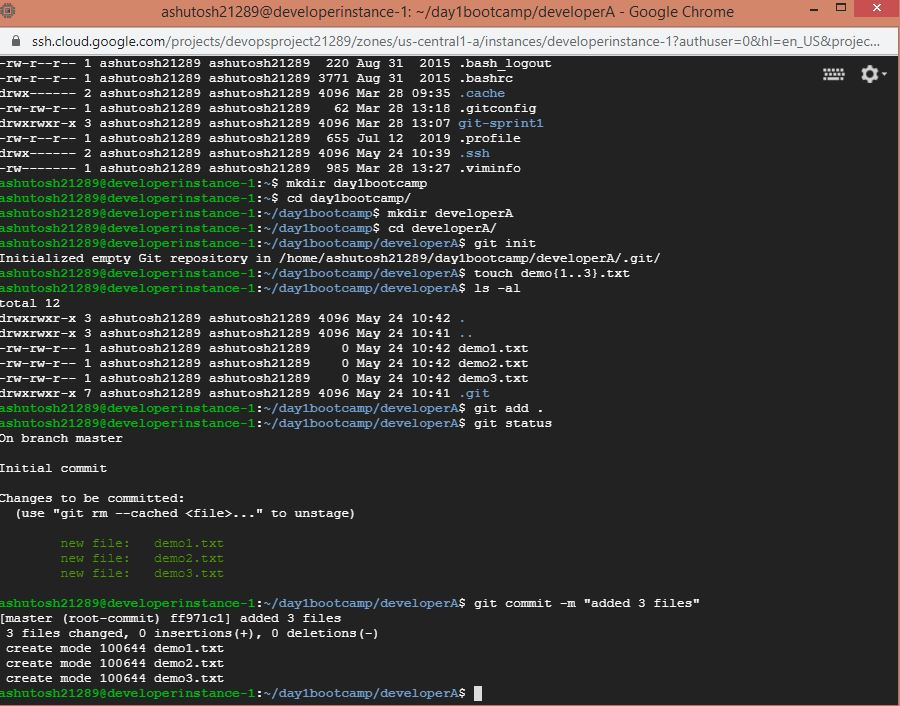 ashutosh21289@developerinstance-1: ~/day1bootcamp/developerA - Google Chrome
ssh.cloud.google.com/projects/devopsproject21289/zones/us-central1-a/instances/developerinstance-1?authuser=0&hl=en_US&projec...
-rw-r--r-- 1 ashutosh21289 ashutosh21289  220 Aug 31  2015 .bash_logout
-rw-r--r-- 1 ashutosh21289 ashutosh21289 3771 Aug 31  2015 .bashrc
drwx------ 2 ashutosh21289 ashutosh21289 4096 Mar 28 09:35 .cache
-rw-rw-r-- 1 ashutosh21289 ashutosh21289   62 Mar 28 13:18 .gitconfig
drwxrwxr-x 3 ashutosh21289 ashutosh21289 4096 Mar 28 13:07 git-sprint1
-rw-r--r-- 1 ashutosh21289 ashutosh21289  655 Jul 12  2019 .profile
drwx------ 2 ashutosh21289 ashutosh21289 4096 May 24 10:39 .ssh
-rw------- 1 ashutosh21289 ashutosh21289  985 Mar 28 13:27 .viminfo
ashutosh21289@developerinstance-1:~$ mkdir day1bootcamp
ashutosh21289@developerinstance-1:~$ cd day1bootcamp/
ashutosh21289@developerinstance-1:~/day1bootcamp$ mkdir developerA
ashutosh21289@developerinstance-1:~/day1bootcamp$ cd developerA/
ashutosh21289@developerinstance-1:~/day1bootcamp/developerA$ git init
Initialized empty Git repository in /home/ashutosh21289/day1bootcamp/developerA/.git/
ashutosh21289@developerinstance-1:~/day1bootcamp/developerA$ touch demo{1..3}.txt
ashutosh21289@developerinstance-1:~/day1bootcamp/developerA$ ls -al
total 12
drwxrwxr-x 3 ashutosh21289 ashutosh21289 4096 May 24 10:42 .
drwxrwxr-x 3 ashutosh21289 ashutosh21289 4096 May 24 10:41 ..
-rw-rw-r-- 1 ashutosh21289 ashutosh21289    0 May 24 10:42 demo1.txt
-rw-rw-r-- 1 ashutosh21289 ashutosh21289    0 May 24 10:42 demo2.txt
-rw-rw-r-- 1 ashutosh21289 ashutosh21289    0 May 24 10:42 demo3.txt
drwxrwxr-x 7 ashutosh21289 ashutosh21289 4096 May 24 10:41 .git
ashutosh21289@developerinstance-1:~/day1bootcamp/developerA$ git add .
ashutosh21289@developerinstance-1:~/day1bootcamp/developerA$ git status
On branch master
Initial commit
Changes to be committed:
  (use "git rm --cached <file>..." to unstage)
        new file:   demo1.txt
        new file:   demo2.txt
        new file:   demo3.txt
ashutosh21289@developerinstance-1:~/day1bootcamp/developerA$ git commit -m "added 3 files"
[master (root-commit) ff971c1] added 3 files
 3 files changed, 0 insertions(+), 0 deletions(-)
 create mode 100644 demo1.txt
 create mode 100644 demo2.txt
 create mode 100644 demo3.txt
ashutosh21289@developerinstance-1:~/day1bootcamp/developerA$